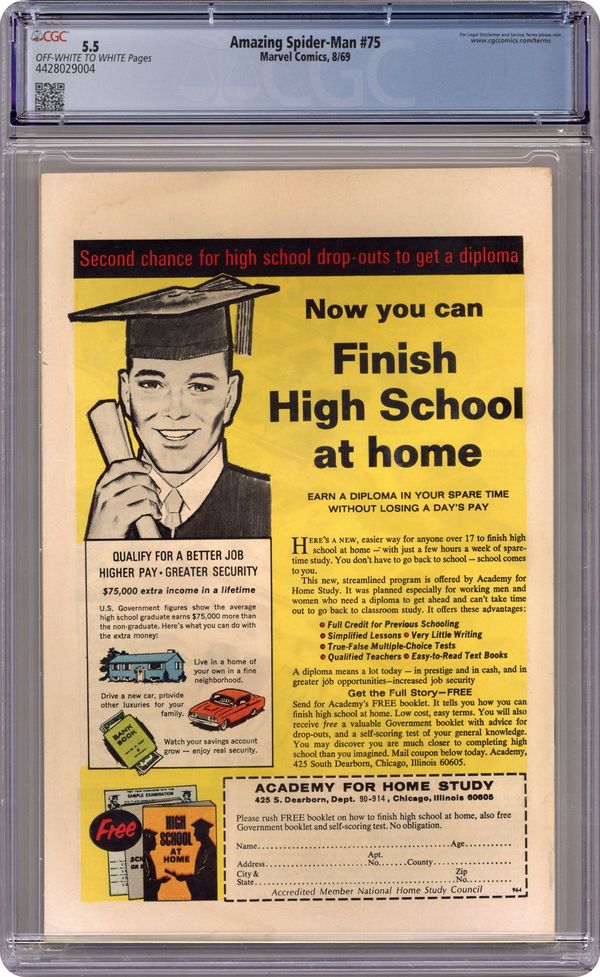 CGC
5.5
OFF-WHITE TO WHITE Pages
4428029004
Amazing Spider-Man #75
Marvel Comics, 8/69
For Legal Disclaimer and Service Terms please visit:
www.cgccomics.com/terms
Second chance for high school drop-outs to get a diploma
Now you can
Finish
High School
at home
EARN A DIPLOMA IN YOUR SPARE TIME
WITHOUT LOSING A DAY'S PAY
HERE'S A NEW, easier way for anyone over 17 to finish high
school at home — with just a few hours a week of spare-
time study. You don't have to go back to school — school comes
to you.
This new, streamlined program is offered by Academy for
Home Study. It was planned especially for working men and
women who need a diploma to get ahead and can't take time
out to go back to classroom study. It offers these advantages:
Full Credit for Previous Schooling
Simplified Lessons • Very Little Writing
True-False Multiple-Choice Tests
Qualified Teachers • Easy-to-Read Text Books
A diploma means a lot today — in prestige and in cash, and in
greater job opportunities—increased job security
Get the Full Story—FREE
Send for Academy's FREE booklet. It tells you how you can
finish high school at home. Low cost, easy terms. You will also
receive free a valuable Government booklet with advice for
drop-outs, and a self-scoring test of your general knowledge.
You may discover you are much closer to completing high
school than you imagined. Mail coupon below today. Academy,
425 South Dearborn, Chicago, Illinois 60605.
QUALIFY FOR A BETTER JOB
HIGHER PAY • GREATER SECURITY
$75,000 extra income in a lifetime
U.S. Government figures show the average
high school graduate earns $75,000 more than
the non-graduate. Here's what you can do with
the extra money:
Live in a home of
your own in a fine
neighborhood.
Drive a new car, provide
other luxuries for your
family.
BANK
BOOK
Watch your savings account
grow — enjoy real security.
SAMPLE EXAMINATION
Free
HIGH
SCHOOL
AT
HOME
ACADEMY FOR HOME STUDY
425 S. Dearborn, Dept. 90-914, Chicago, Illinois 60605
Please rush FREE booklet on how to finish high school at home, also free
Government booklet and self-scoring test. No obligation.
Name Age
Apt.
Address No. County
City & Zip
State No.
Accredited Member National Home Study Council 964